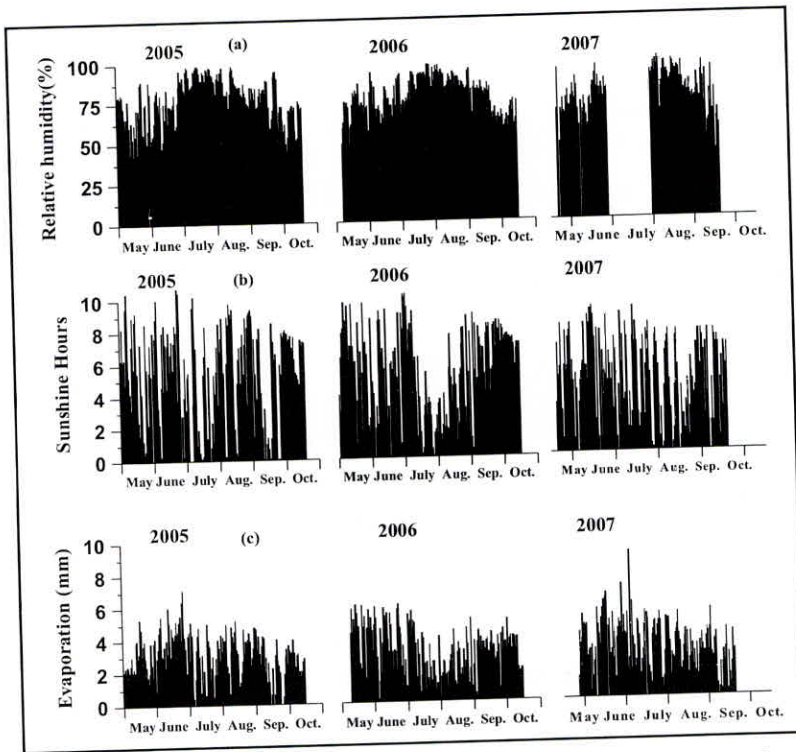 2005 (a) 2006 2007
Relative humidity(%)
100
75
50
25
0
May June July Aug. Sep. Oct. May June July Aug. Sep. Oct. May June July Aug. Sep. Oct.
2005 (b) 2006 2007
Sunshine Hours
10
8
6
4
2
0
May June July Aug. Sep. Oct. May June July Aug. Sep. Oct. May June July Aug. Sep. Oct.
2005 (c) 2006 2007
Evaporation (mm)
10
8
6
4
2
0
May June July Aug. Sep. Oct. May June July Aug. Sep. Oct. May June July Aug. Sep. Oct.